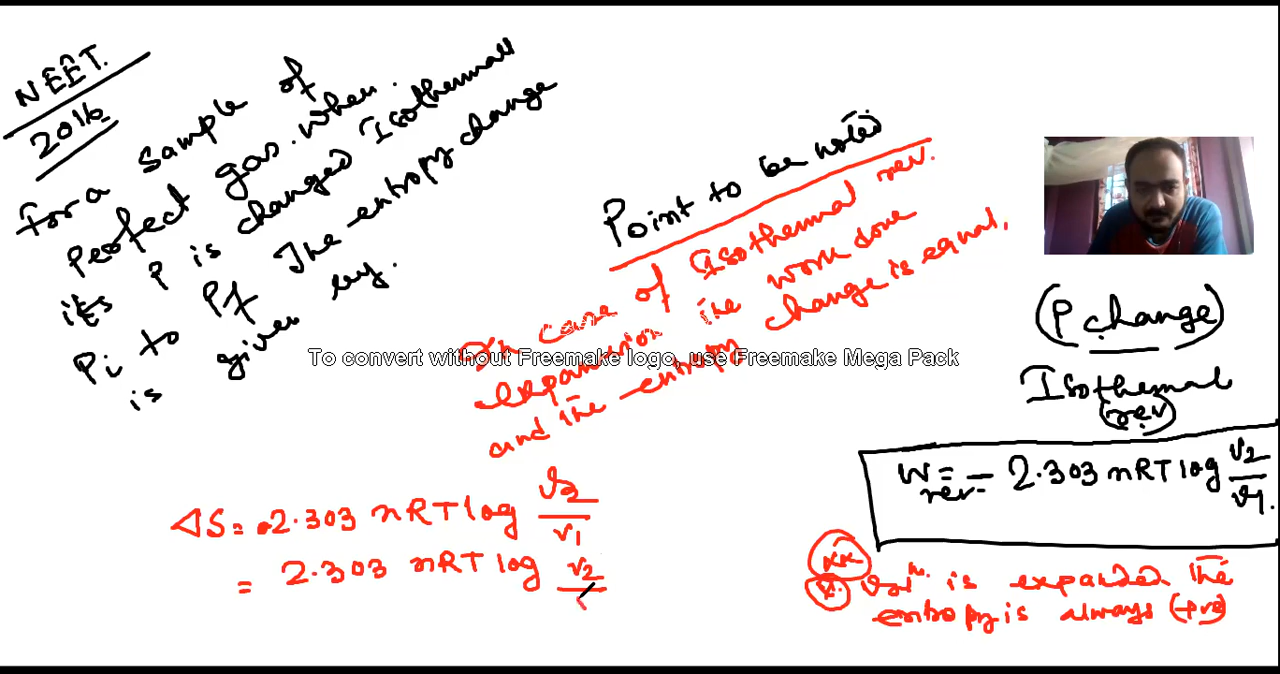 NEET.
2016
For a sample of
Perfect gas. when
its P is changed Isothermall
Pi to Pf The entropy change
is given by.
Point to be noted
In case of Isothermal rev.
expansion the work done
and the entropy change is equal.
To convert without Freemake logo, use Freemake Mega Pack
(P change)
Isothermal
(rev)
W rev = - 2.303 nRT log V2/V1.
ΔS = 2.303 nRT log V2/V1
= 2.303 nRT log V2/
** Vol m. is expanded the
entropy is always (+ve)